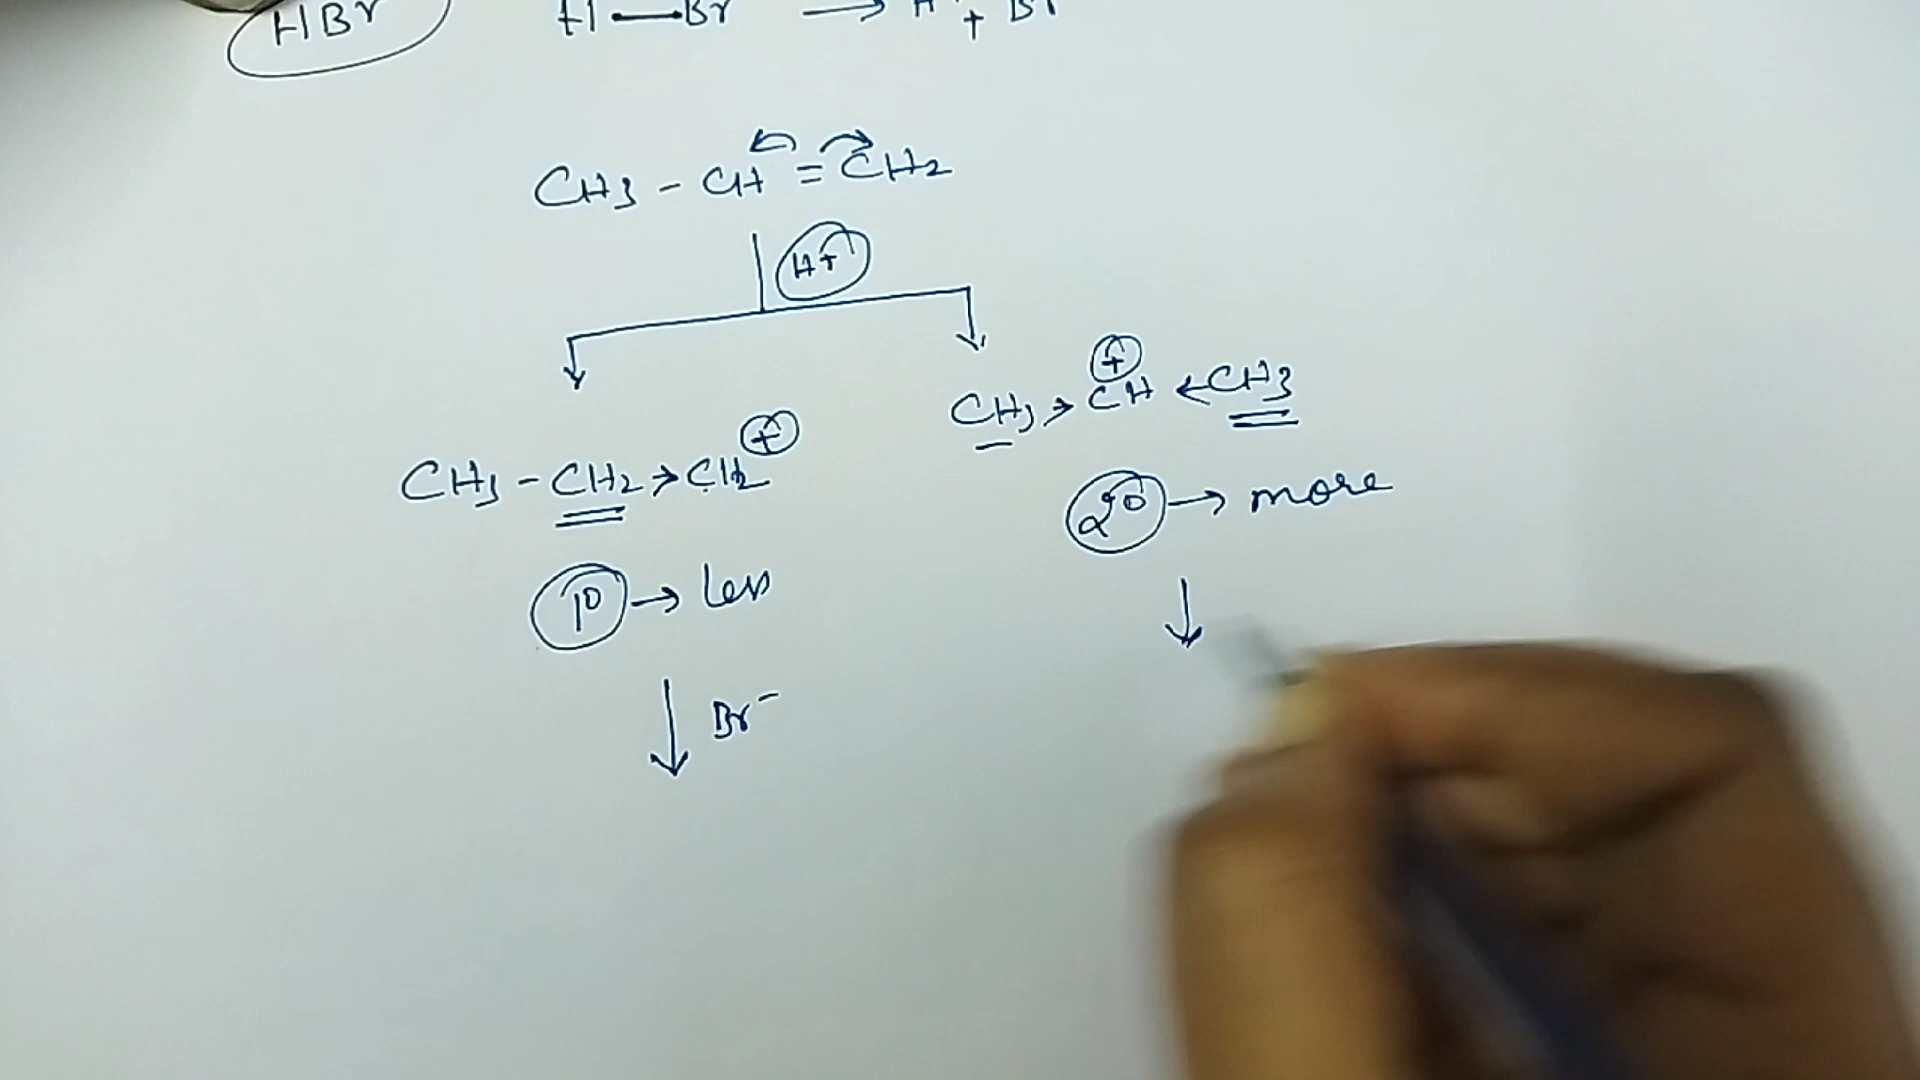 HBr H—Br → H+ + Br
CH3 - CH = CH2
H+
CH3 > CH+ < CH3
CH3 - CH2 > CH2+
2° → more
1° → Less
Br-